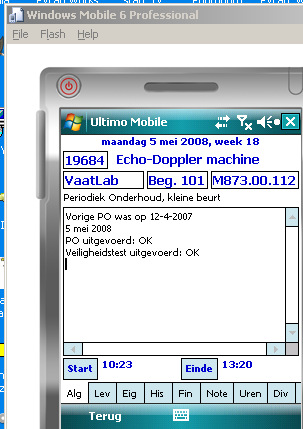 Windows Mobile 6 Professional
File Flash Help
Ultimo Mobile
maandag 5 mei 2008, week 18
19684 Echo-Doppler machine
VaatLab Beg. 101 M873.00.112
Periodiek Onderhoud, kleine beurt
Vorige PO was op 12-4-2007
5 mei 2008
PO uitgevoerd: OK
Veiligheidstest uitgevoerd: OK
Start 10:23 Einde 13:20
Alg Lev Eig His Fin Note Uren Div
Terug